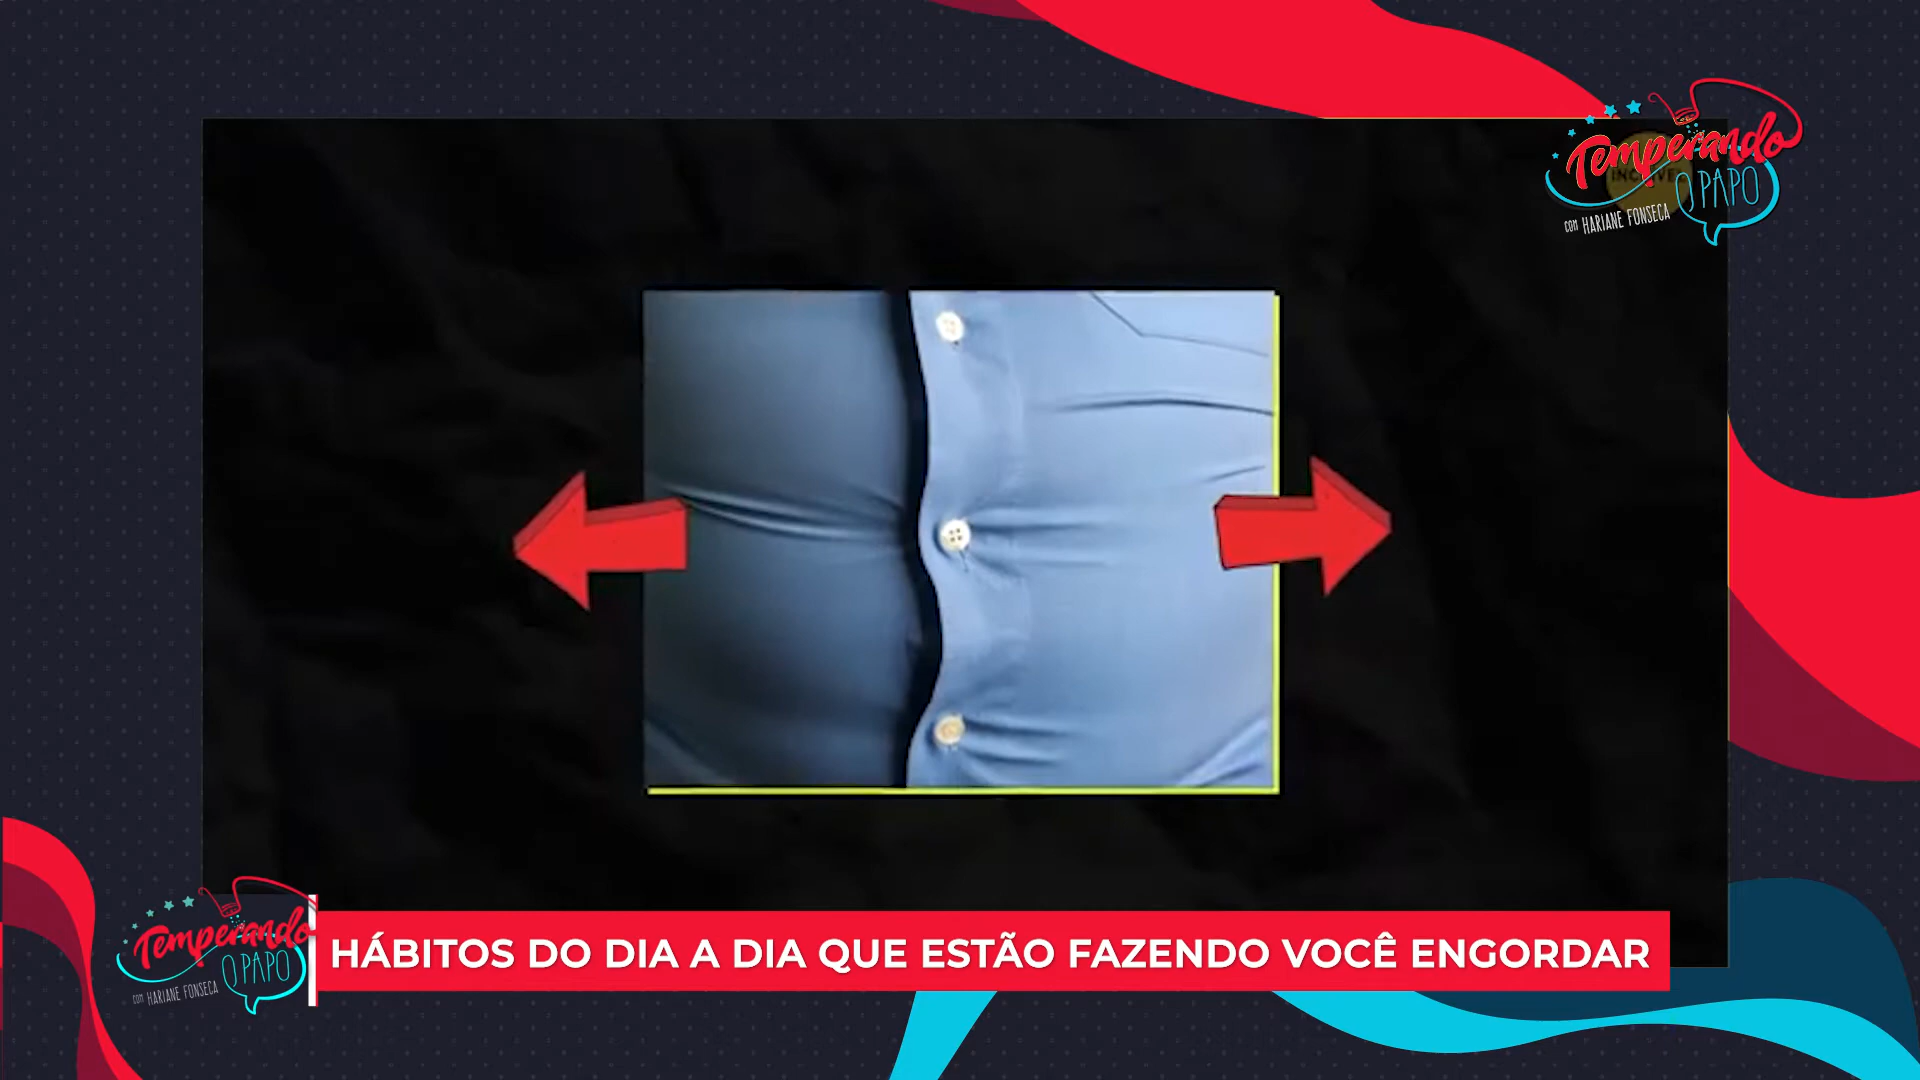 Temperando
O PAPO
COM HARIANE FONSECA
Temperando
O PAPO
COM HARIANE FONSECA
HÁBITOS DO DIA A DIA QUE ESTÃO FAZENDO VOCÊ ENGORDAR